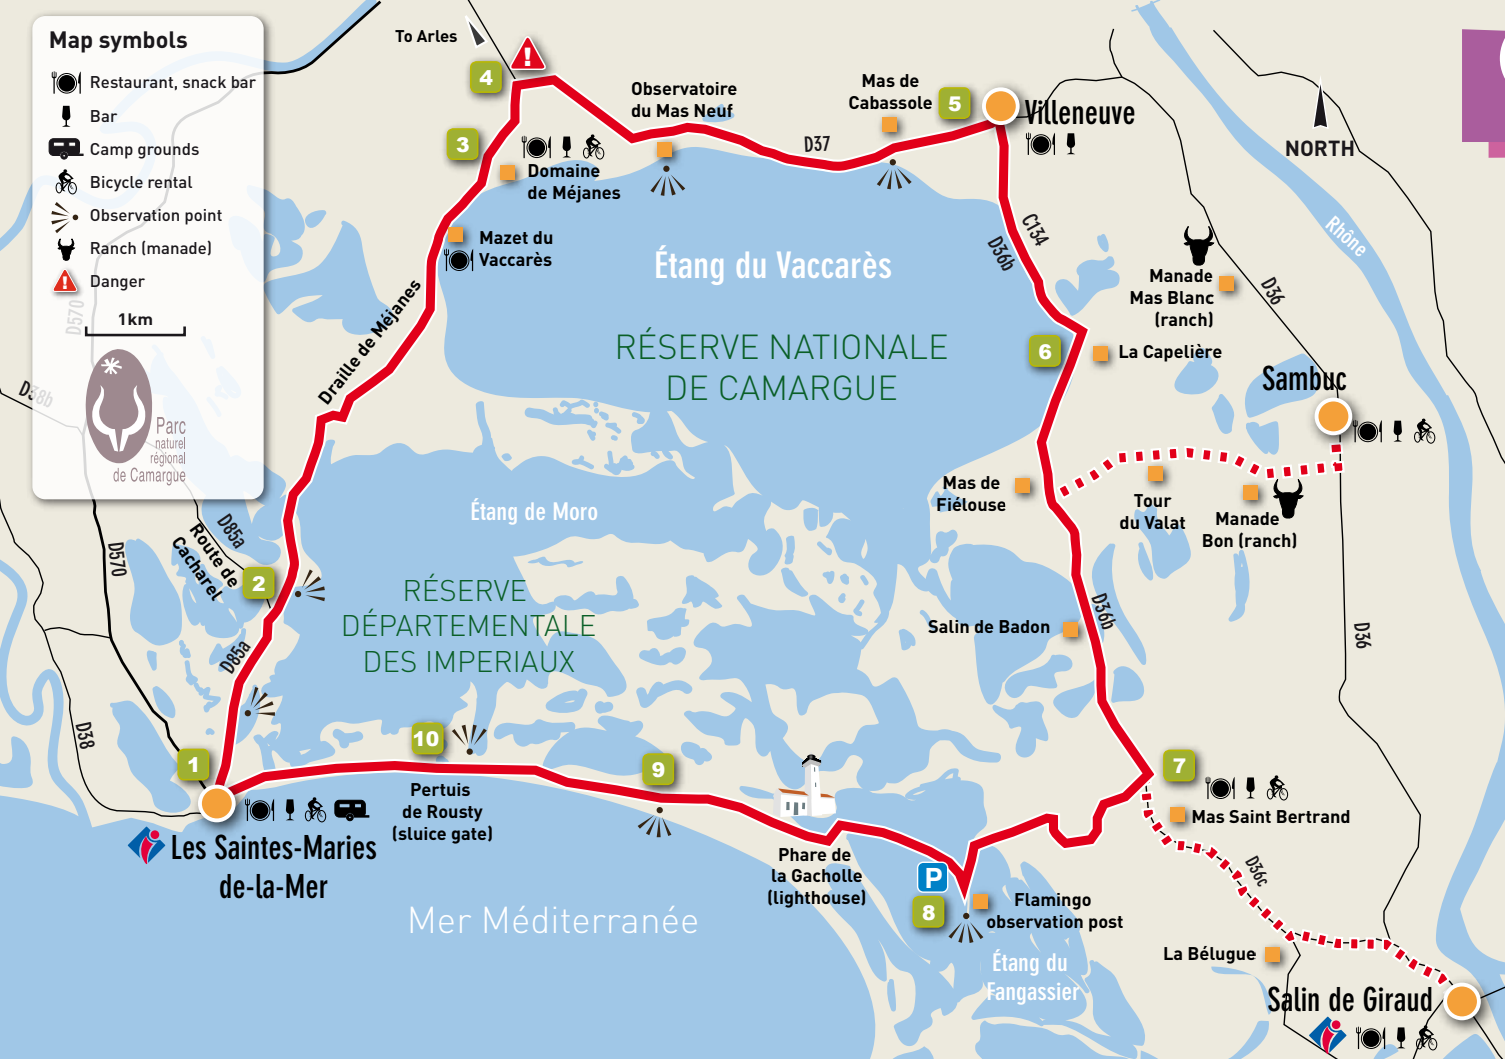 Map symbols
Restaurant, snack bar
Bar
Camp grounds
Bicycle rental
Observation point
Ranch (manade)
Danger
1km
D570
D38b
Parc
naturel
régional
de Camargue
To Arles
4
!
3
Domaine
de Méjanes
Mazet du
Vaccarès
Draille de Méjanes
Observatoire
du Mas Neuf
D37
Mas de
Cabassole
5
Villeneuve
NORTH
Rhône
C134
D36b
Étang du Vaccarès
RÉSERVE NATIONALE
DE CAMARGUE
6
La Capelière
Manade
Mas Blanc
(ranch)
D36
Sambuc
Mas de
Fiélouse
Tour
du Valat
Manade
Bon (ranch)
Étang de Moro
RÉSERVE
DÉPARTEMENTALE
DES IMPERIAUX
D85a
Route de
Cacharel
D570
2
D85a
D38
Salin de Badon
D36b
D36
1
Les Saintes-Maries
de-la-Mer
10
Pertuis
de Rousty
(sluice gate)
9
Phare de
la Gacholle
(lighthouse)
P
8
Flamingo
observation post
7
Mas Saint Bertrand
D36c
La Bélugue
Étang du
Fangassier
Salin de Giraud
Mer Méditerranée